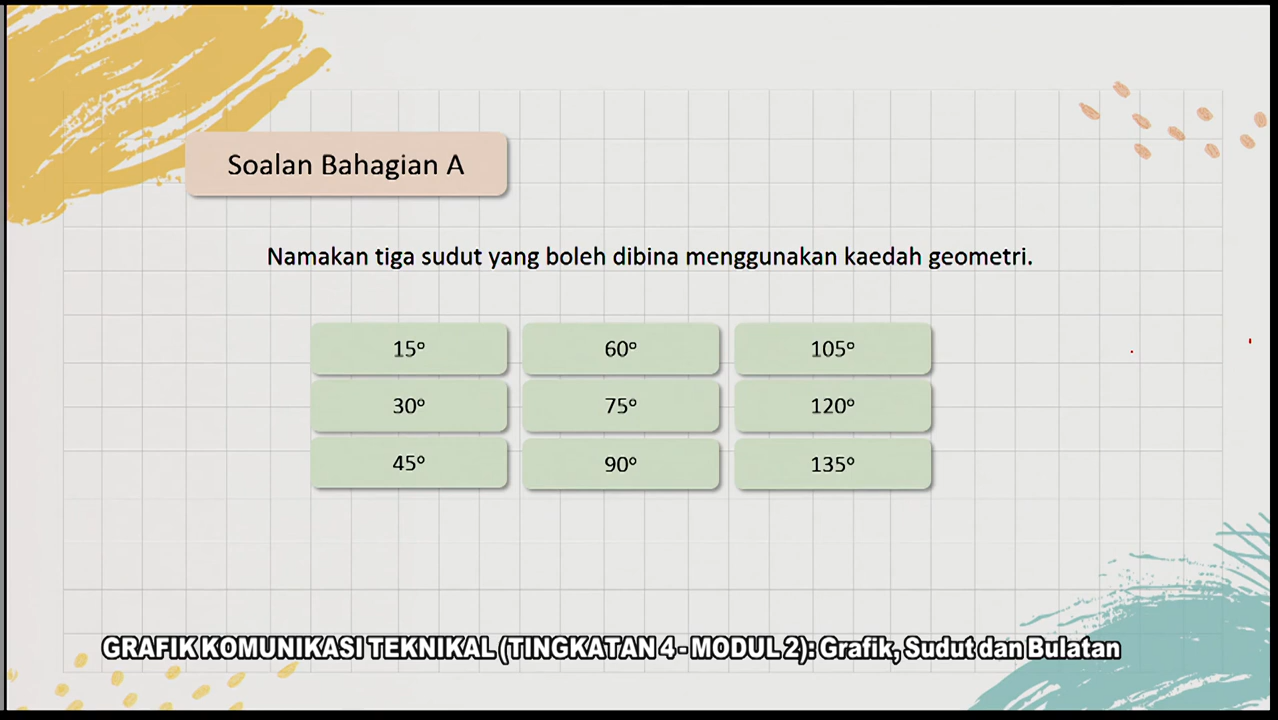 Soalan Bahagian A
Namakan tiga sudut yang boleh dibina menggunakan kaedah geometri.
15° 60° 105°
30° 75° 120°
45° 90° 135°
GRAFIK KOMUNIKASI TEKNIKAL (TINGKATAN 4 - MODUL 2): Grafik, Sudut dan Bulatan